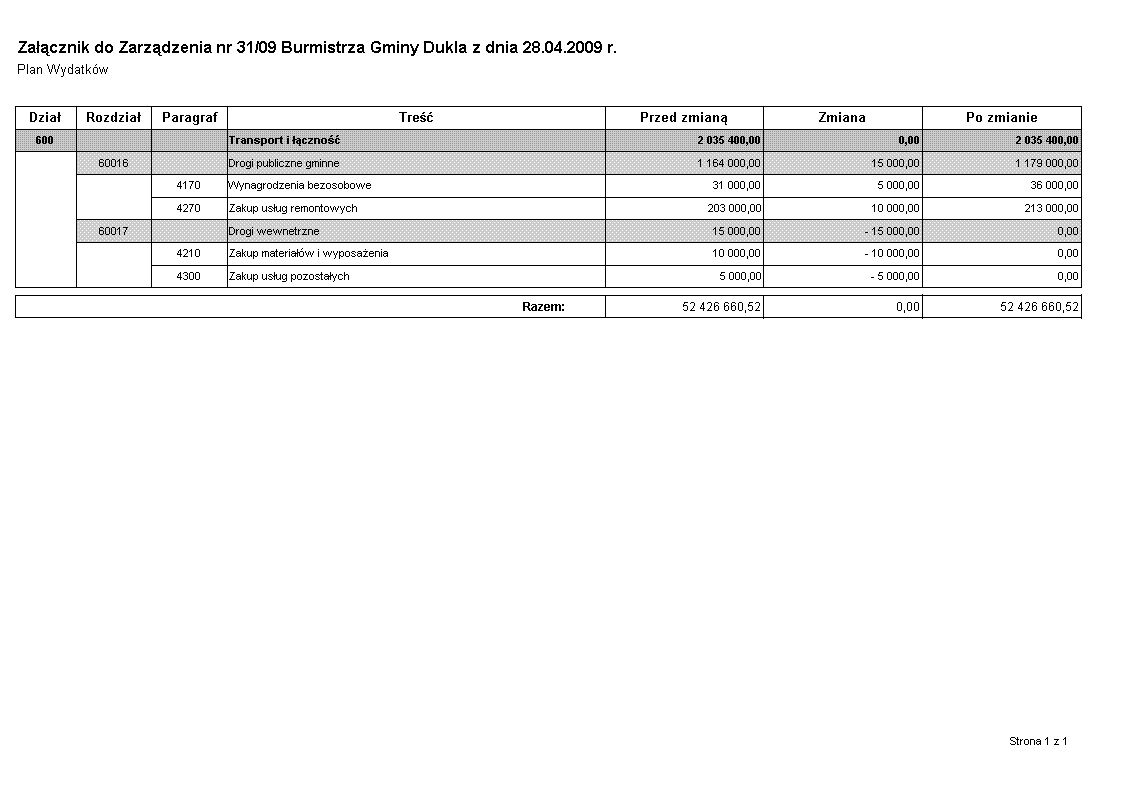 Załącznik do Zarządzenia nr 31/09 Burmistrza Gminy Dukla z dnia 28.04.2009 r.
Plan Wydatków
Dział Rozdział Paragraf Treść Przed zmianą Zmiana Po zmianie
600 Transport i łączność 2 035 400,00 0,00 2 035 400,00
60016 Drogi publiczne gminne 1 164 000,00 15 000,00 1 179 000,00
4170 Wynagrodzenia bezosobowe 31 000,00 5 000,00 36 000,00
4270 Zakup usług remontowych 203 000,00 10 000,00 213 000,00
60017 Drogi wewnetrzne 15 000,00 - 15 000,00 0,00
4210 Zakup materiałów i wyposażenia 10 000,00 - 10 000,00 0,00
4300 Zakup usług pozostałych 5 000,00 - 5 000,00 0,00
Razem: 52 426 660,52 0,00 52 426 660,52
Strona 1 z 1